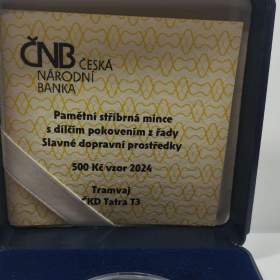 ČNB ČESKÁ
NÁRODNÍ
BANKA
Pamětní stříbrná mince
s dílčím pokovením z řady
Slavné dopravní prostředky
500 Kč vzor 2024
Tramvaj
ČKD Tatra T3